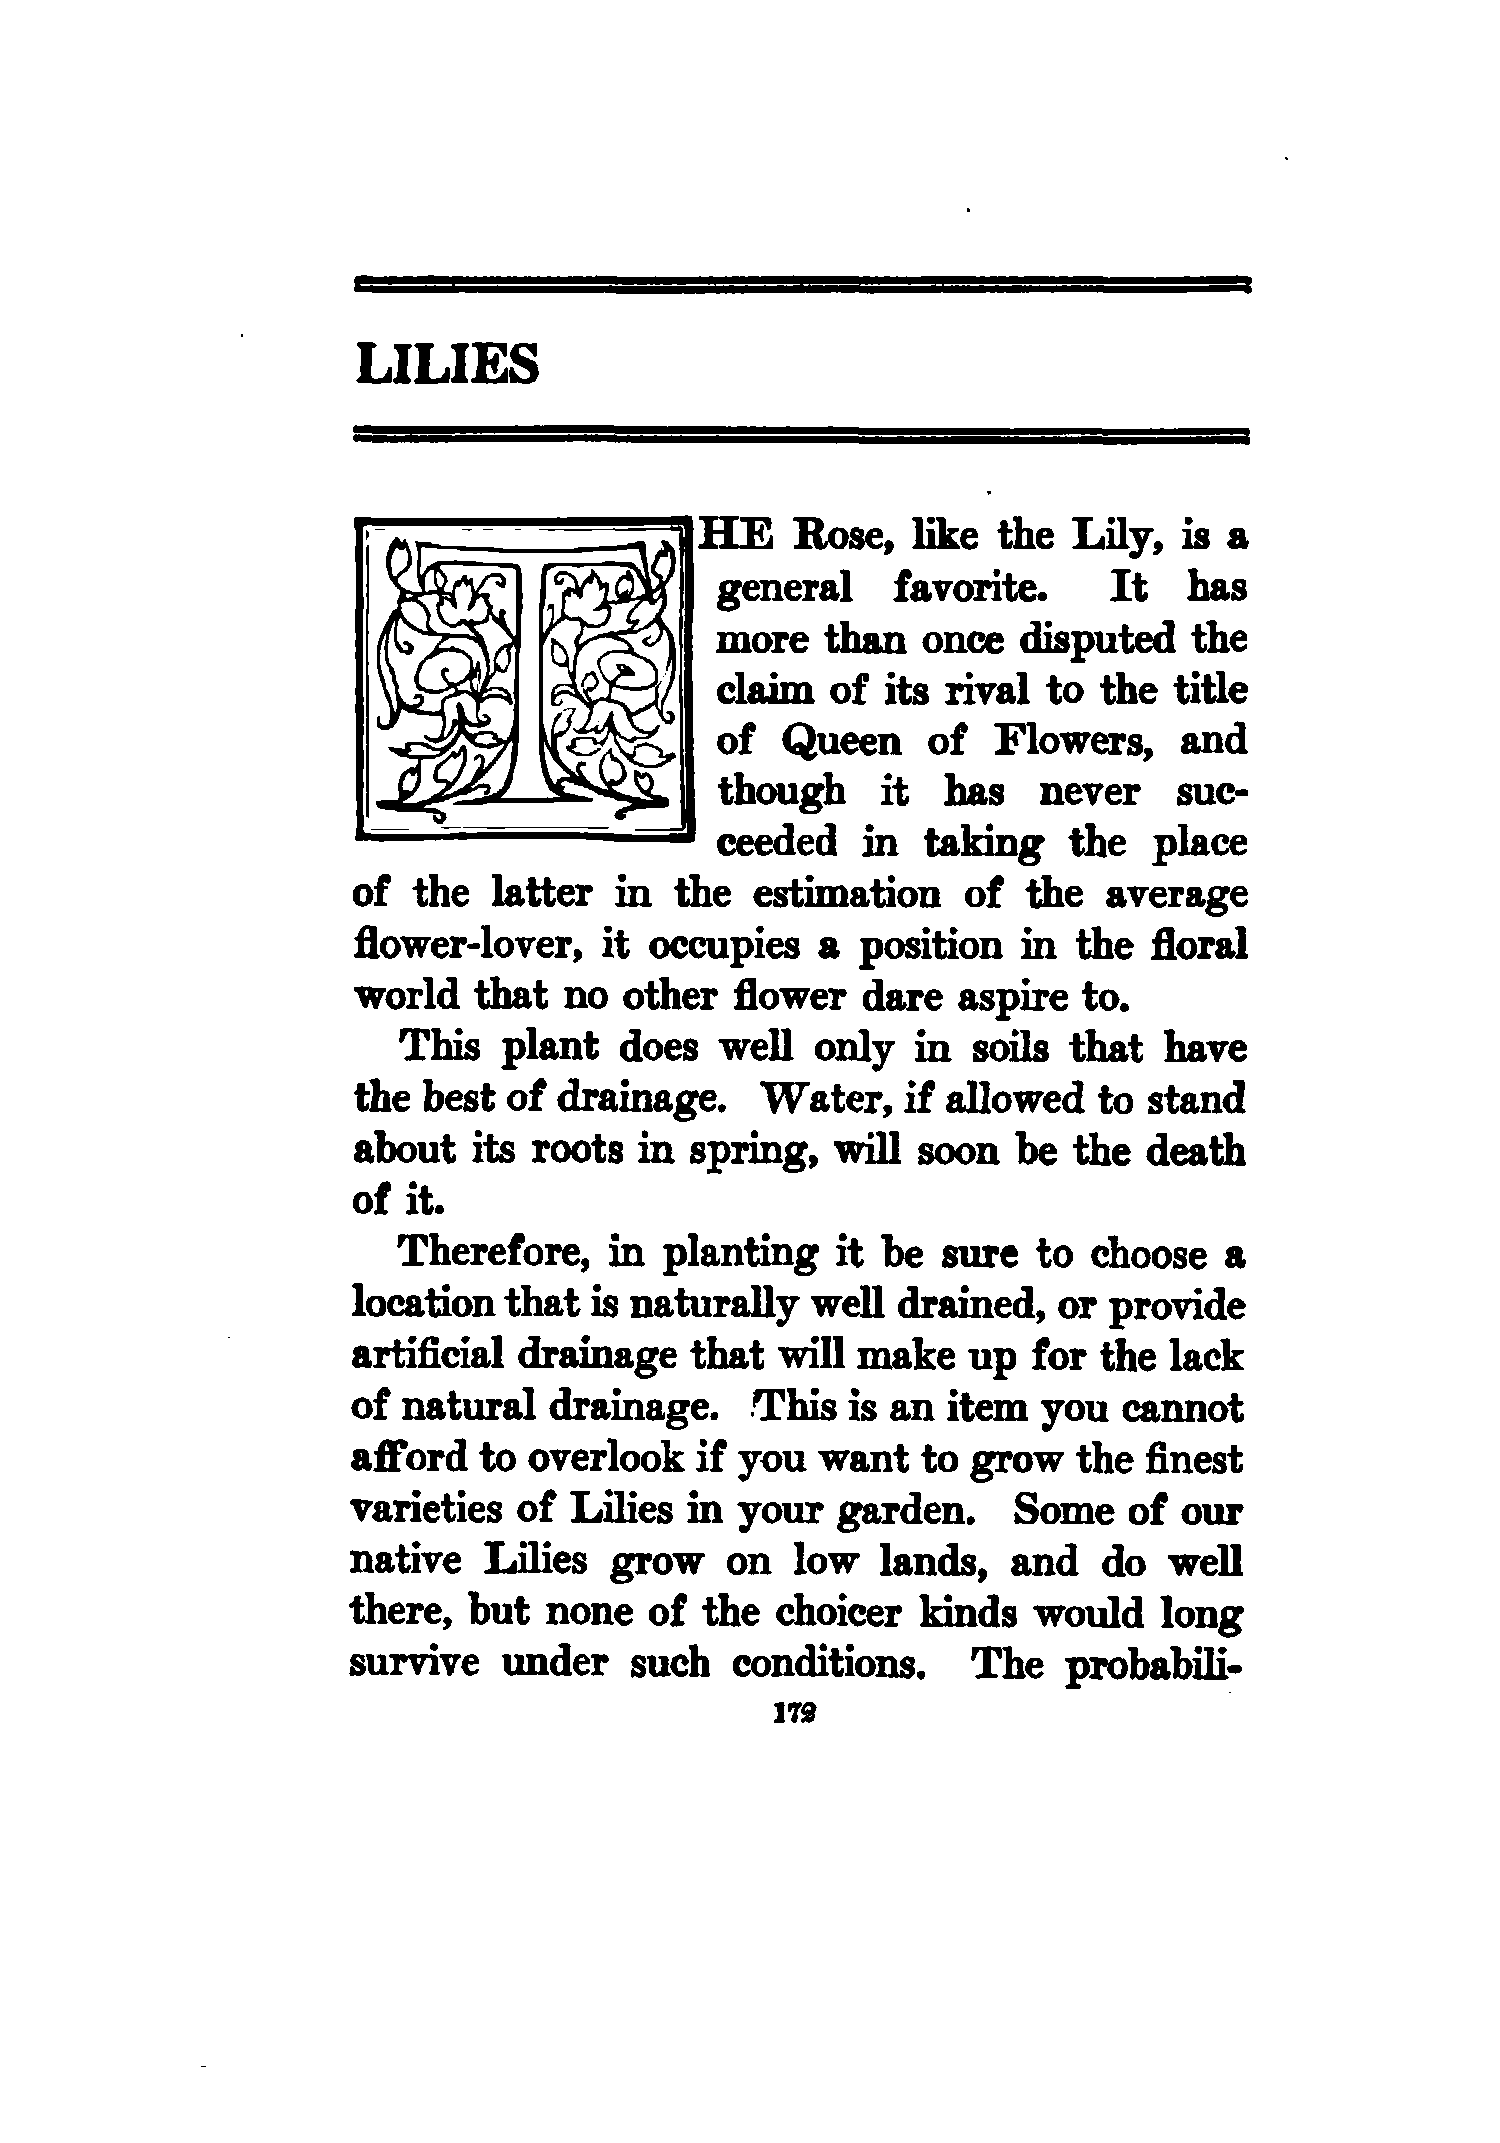 LILIES
THE Rose, like the Lily, is a
general favorite. It has
more than once disputed the
claim of its rival to the title
of Queen of Flowers, and
though it has never suc-
ceeded in taking the place
of the latter in the estimation of the average
flower-lover, it occupies a position in the floral
world that no other flower dare aspire to.
This plant does well only in soils that have
the best of drainage. Water, if allowed to stand
about its roots in spring, will soon be the death
of it.
Therefore, in planting it be sure to choose a
location that is naturally well drained, or provide
artificial drainage that will make up for the lack
of natural drainage. This is an item you cannot
afford to overlook if you want to grow the finest
varieties of Lilies in your garden. Some of our
native Lilies grow on low lands, and do well
there, but none of the choicer kinds would long
survive under such conditions. The probabili-
172